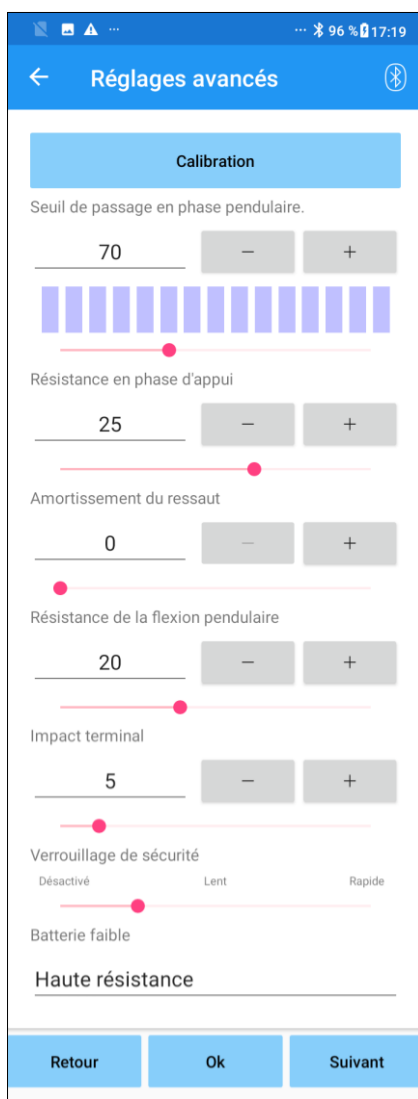 ... ... 96 % 17:19
Réglages avancés
Calibration
Seuil de passage en phase pendulaire.
70 − +
Résistance en phase d'appui
25 − +
Amortissement du ressaut
0 − +
Résistance de la flexion pendulaire
20 − +
Impact terminal
5 − +
Verrouillage de sécurité
Désactivé Lent Rapide
Batterie faible
Haute résistance
Retour Ok Suivant